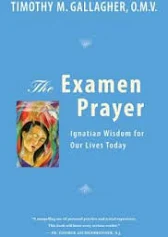 TIMOTHY M. GALLAGHER, O.M.V.
The
Examen
Prayer
Ignatian Wisdom for
Our Lives Today